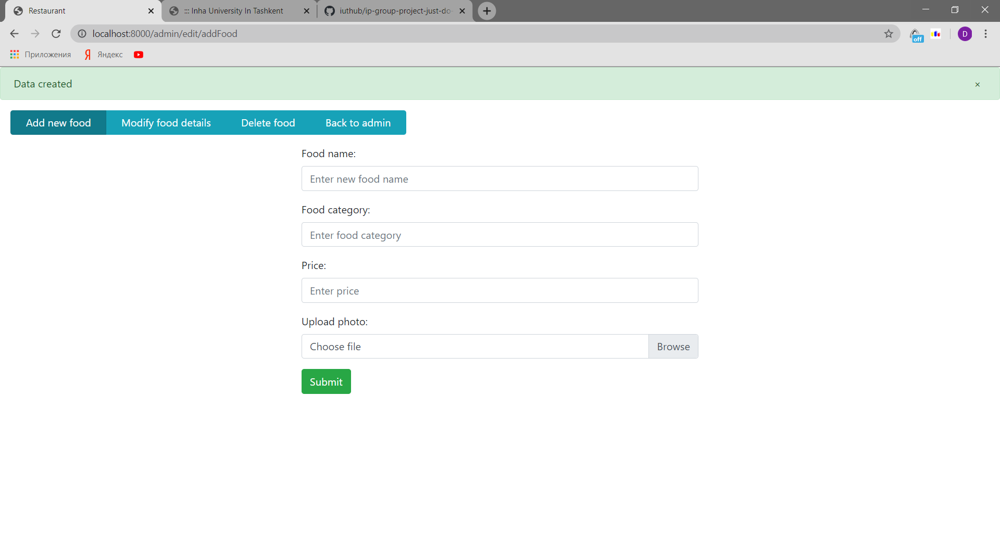 Restaurant
::: Inha University In Tashkent
iuthub/ip-group-project-just-do-
localhost:8000/admin/edit/addFood
off
D
Приложения
Я
Яндекс
Data created
×
Add new food
Modify food details
Delete food
Back to admin
Food name:
Enter new food name
Food category:
Enter food category
Price:
Enter price
Upload photo:
Choose file
Browse
Submit